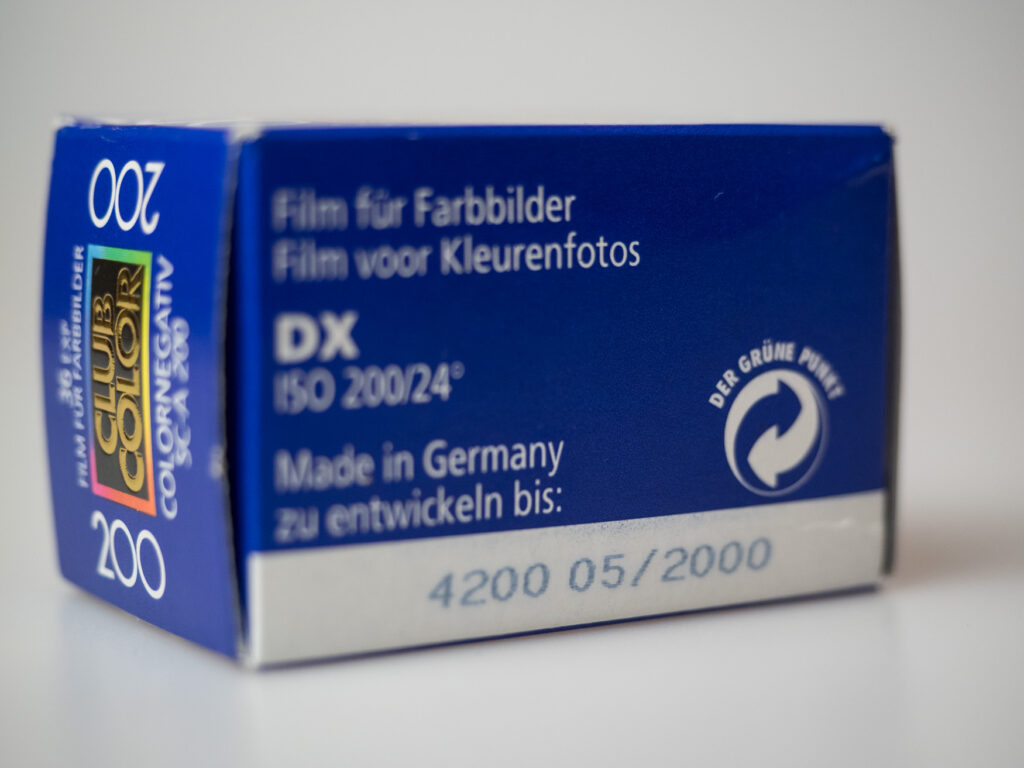 200
36 EXP
FILM FÜR FARBBILDER
CLUB
COLOR
COLORNEGATIV
SC-A 200
200
Film für Farbbilder
Film voor Kleurenfotos
DX
ISO 200/24°
Made in Germany
zu entwickeln bis:
DER GRÜNE PUNKT
4200 05/2000